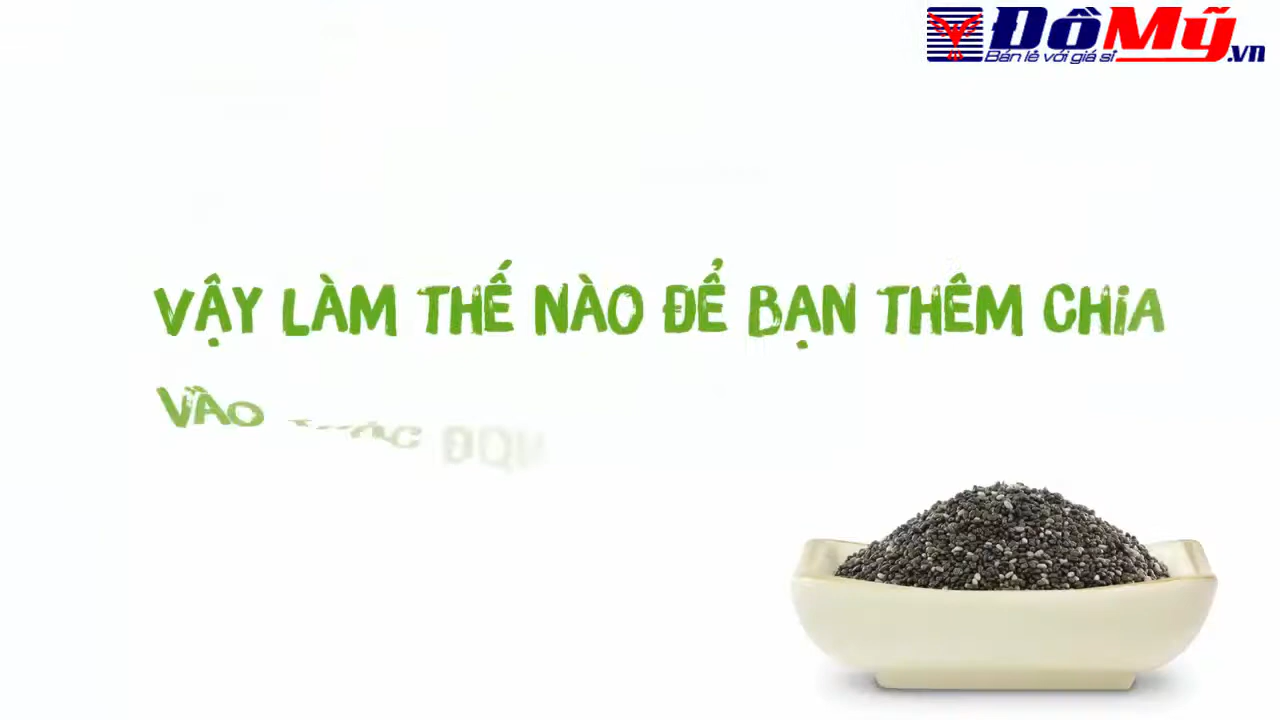 ĐồMỹ.vn
Bán lẻ với giá sỉ
VẬY LÀM THẾ NÀO ĐỂ BẠN THÊM CHiA
VÀO